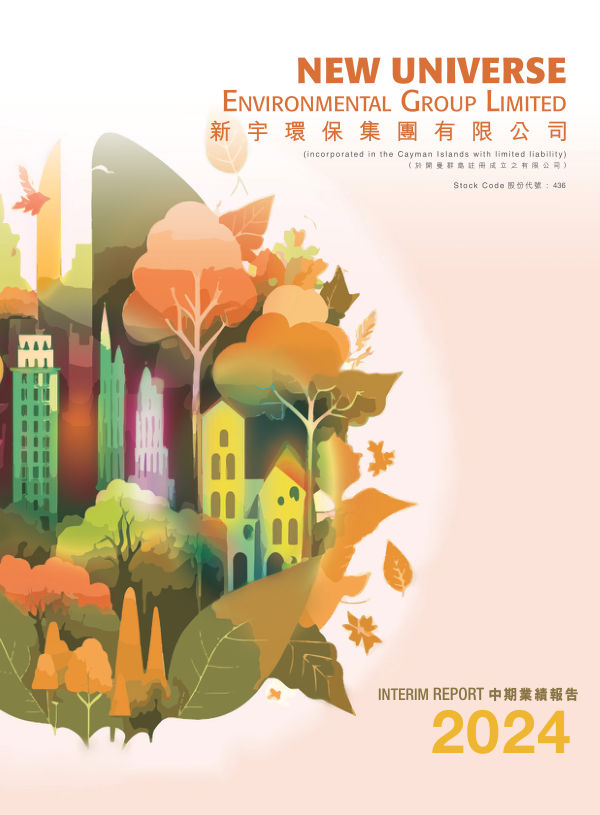 NEW UNIVERSE
ENVIRONMENTAL GROUP LIMITED
新宇環保集團有限公司
(incorporated in the Cayman Islands with limited liability)
（於開曼群島註冊成立之有限公司）
Stock Code 股份代號 : 436
INTERIM REPORT 中期業績報告
2024